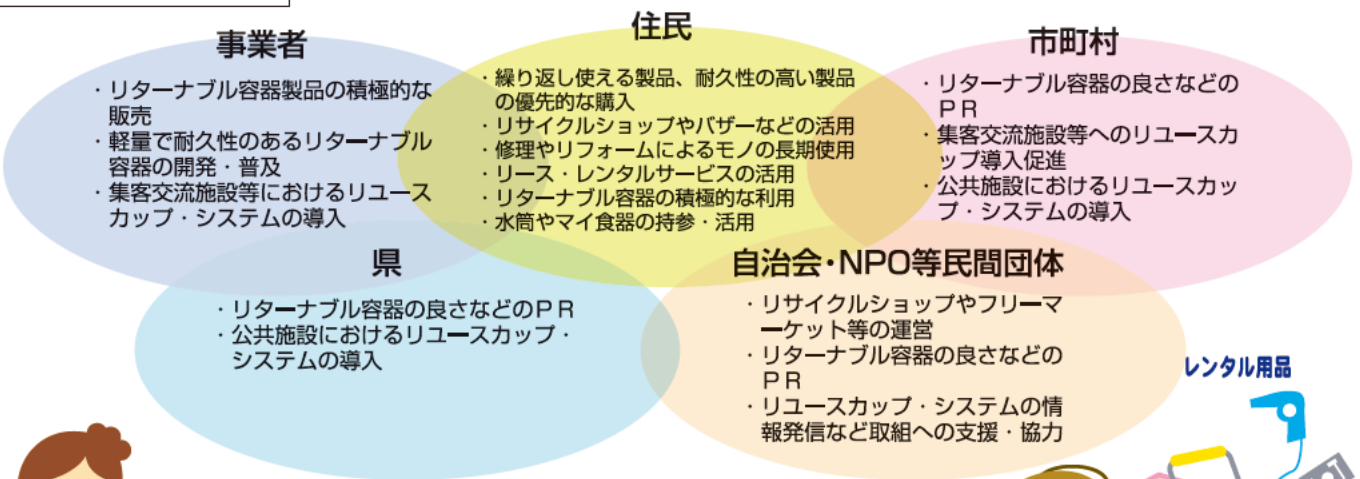 事業者
・リターナブル容器製品の積極的な
販売
・軽量で耐久性のあるリターナブル
容器の開発・普及
・集客交流施設等におけるリユース
カップ・システムの導入
住民
・繰り返し使える製品、耐久性の高い製品
の優先的な購入
・リサイクルショップやバザーなどの活用
・修理やリフォームによるモノの長期使用
・リース・レンタルサービスの活用
・リターナブル容器の積極的な利用
・水筒やマイ食器の持参・活用
市町村
・リターナブル容器の良さなどの
ＰＲ
・集客交流施設等へのリユースカ
ップ導入促進
・公共施設におけるリユースカッ
プ・システムの導入
県
・リターナブル容器の良さなどのＰＲ
・公共施設におけるリユースカップ・
システムの導入
自治会・NPO等民間団体
・リサイクルショップやフリーマ
ーケット等の運営
・リターナブル容器の良さなどの
ＰＲ
・リユースカップ・システムの情
報発信など取組への支援・協力
レンタル用品